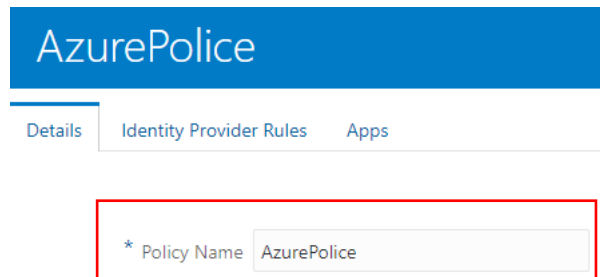 AzurePolice
Details Identity Provider Rules Apps
* Policy Name AzurePolice